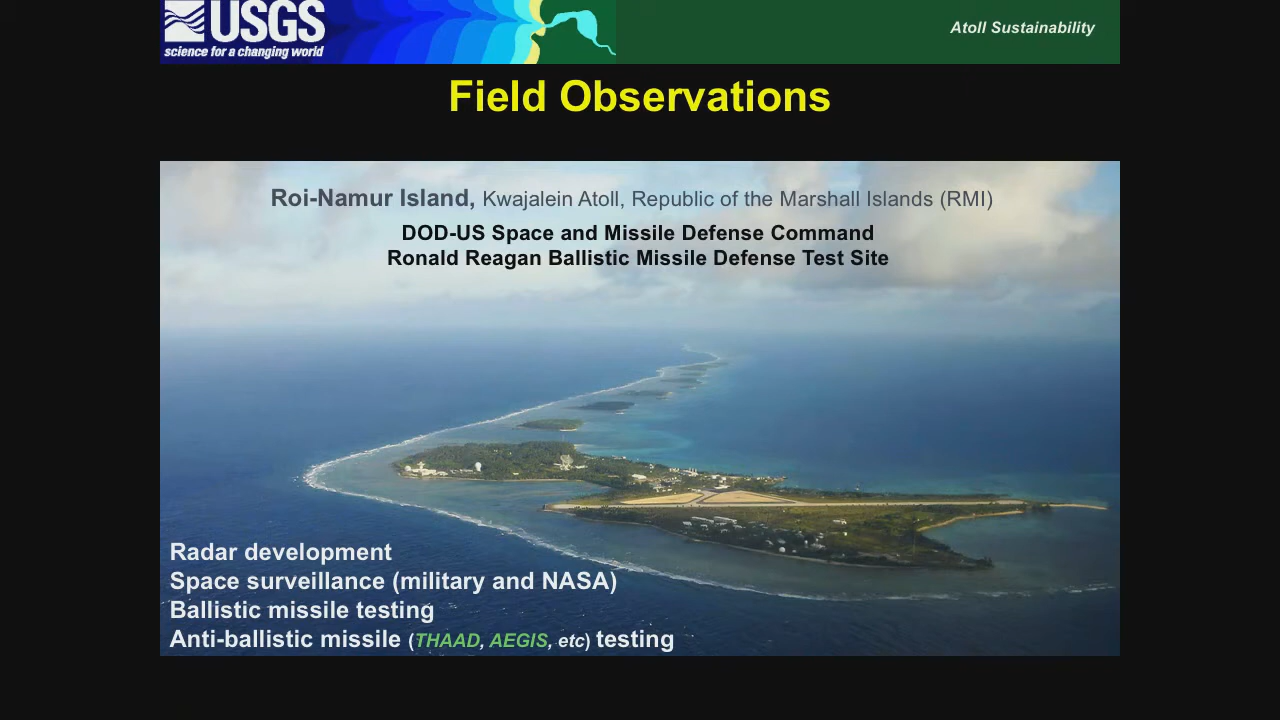 USGS
science for a changing world
Atoll Sustainability
Field Observations
Roi-Namur Island, Kwajalein Atoll, Republic of the Marshall Islands (RMI)
DOD-US Space and Missile Defense Command
Ronald Reagan Ballistic Missile Defense Test Site
Radar development
Space surveillance (military and NASA)
Ballistic missile testing
Anti-ballistic missile (THAAD, AEGIS, etc) testing